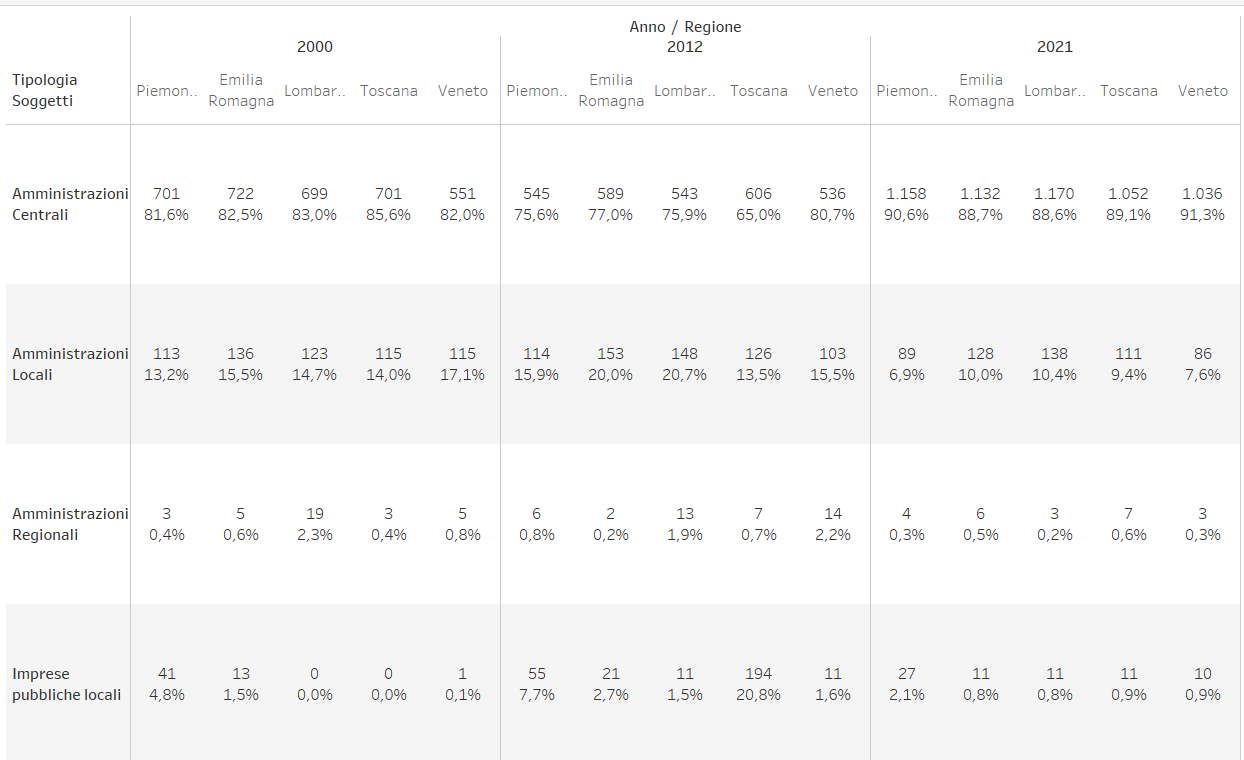 Anno / Regione
2000 2012 2021
Tipologia
Soggetti
Piemon.. Emilia Romagna Lombar.. Toscana Veneto Piemon.. Emilia Romagna Lombar.. Toscana Veneto Piemon.. Emilia Romagna Lombar.. Toscana Veneto
Amministrazioni 701 722 699 701 551 545 589 543 606 536 1.158 1.132 1.170 1.052 1.036
Centrali 81,6% 82,5% 83,0% 85,6% 82,0% 75,6% 77,0% 75,9% 65,0% 80,7% 90,6% 88,7% 88,6% 89,1% 91,3%
Amministrazioni 113 136 123 115 115 114 153 148 126 103 89 128 138 111 86
Locali 13,2% 15,5% 14,7% 14,0% 17,1% 15,9% 20,0% 20,7% 13,5% 15,5% 6,9% 10,0% 10,4% 9,4% 7,6%
Amministrazioni 3 5 19 3 5 6 2 13 7 14 4 6 3 7 3
Regionali 0,4% 0,6% 2,3% 0,4% 0,8% 0,8% 0,2% 1,9% 0,7% 2,2% 0,3% 0,5% 0,2% 0,6% 0,3%
Imprese 41 13 0 0 1 55 21 11 194 11 27 11 11 11 10
pubbliche locali 4,8% 1,5% 0,0% 0,0% 0,1% 7,7% 2,7% 1,5% 20,8% 1,6% 2,1% 0,8% 0,8% 0,9% 0,9%